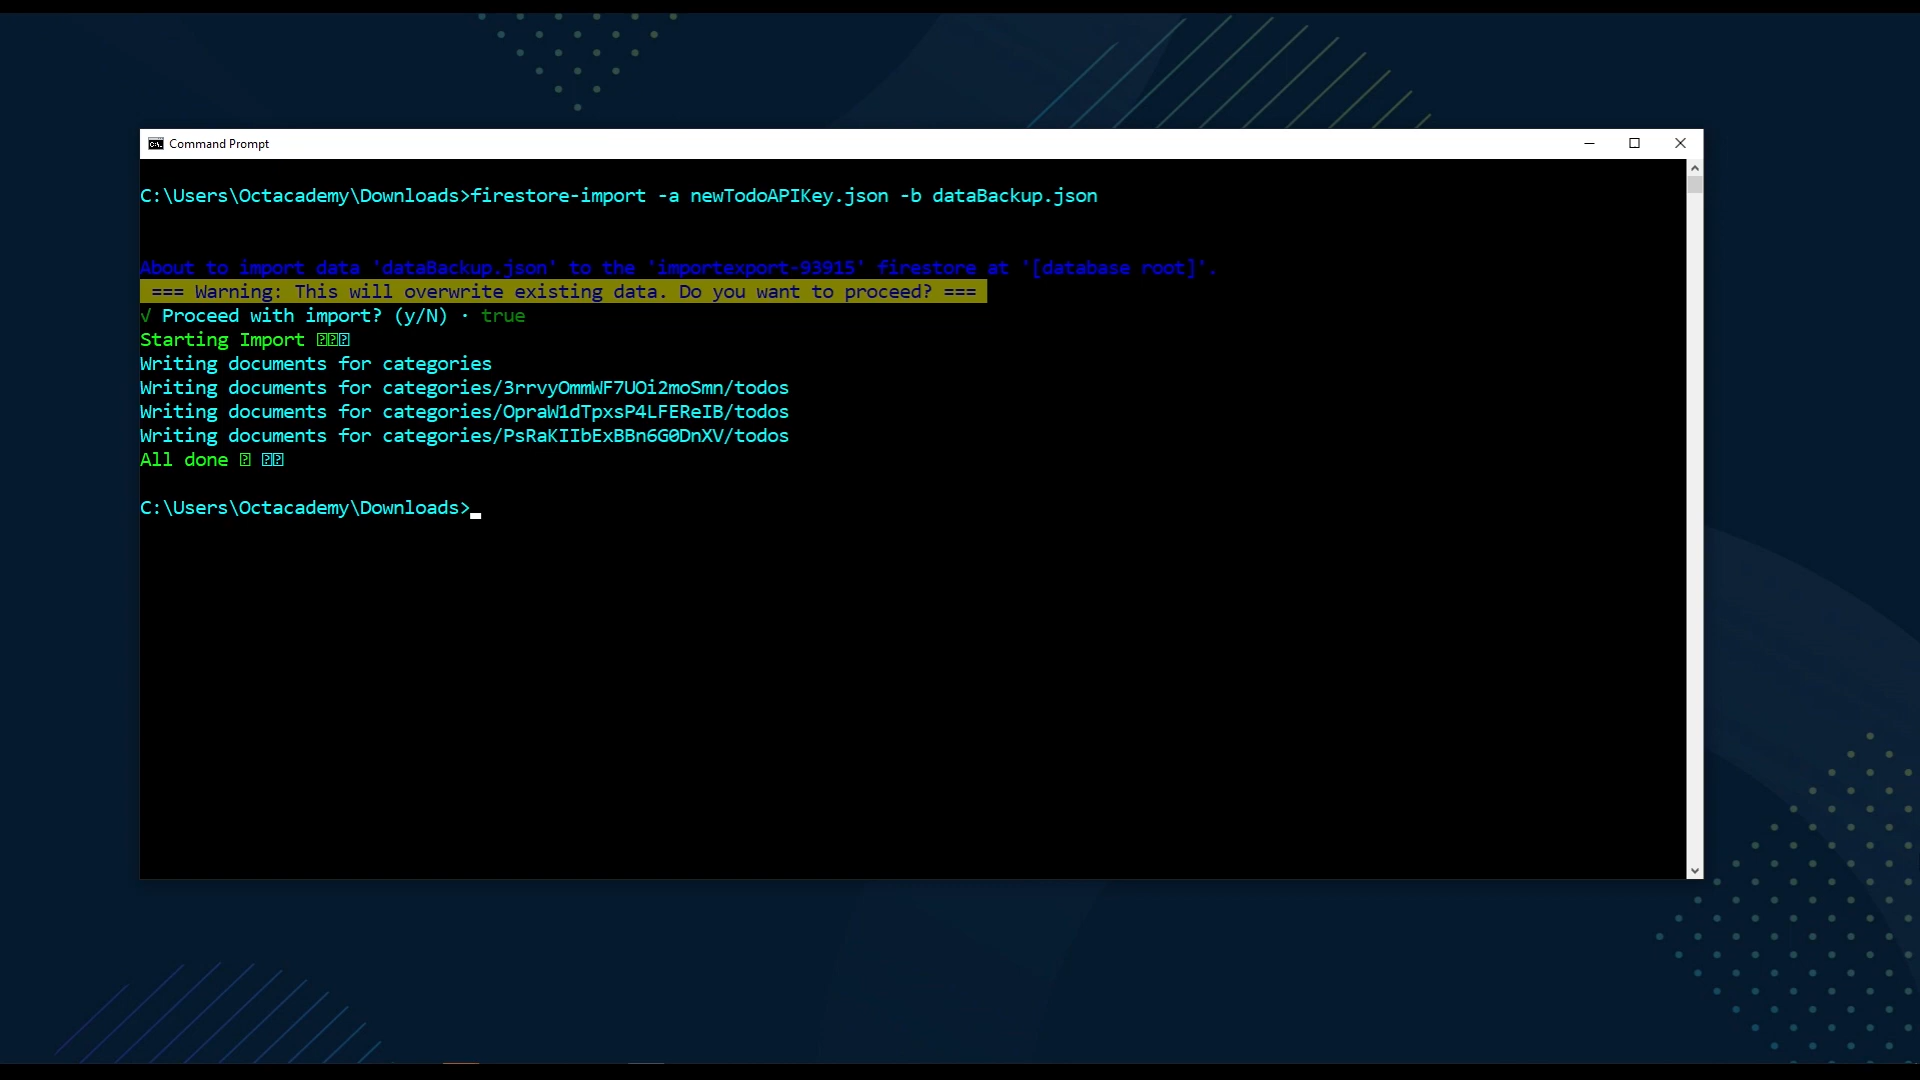 Command Prompt
C:\Users\Octacademy\Downloads>firestore-import -a newTodoAPIKey.json -b dataBackup.json
About to import data 'dataBackup.json' to the 'importexport-93915' firestore at '[database root]'.
=== Warning: This will overwrite existing data. Do you want to proceed? ===
√ Proceed with import? (y/N) · true
Starting Import
Writing documents for categories
Writing documents for categories/3rrvyOmmWF7UOi2moSmn/todos
Writing documents for categories/OpraW1dTpxsP4LFEReIB/todos
Writing documents for categories/PsRaKIIbExBBn6G0DnXV/todos
All done
C:\Users\Octacademy\Downloads>